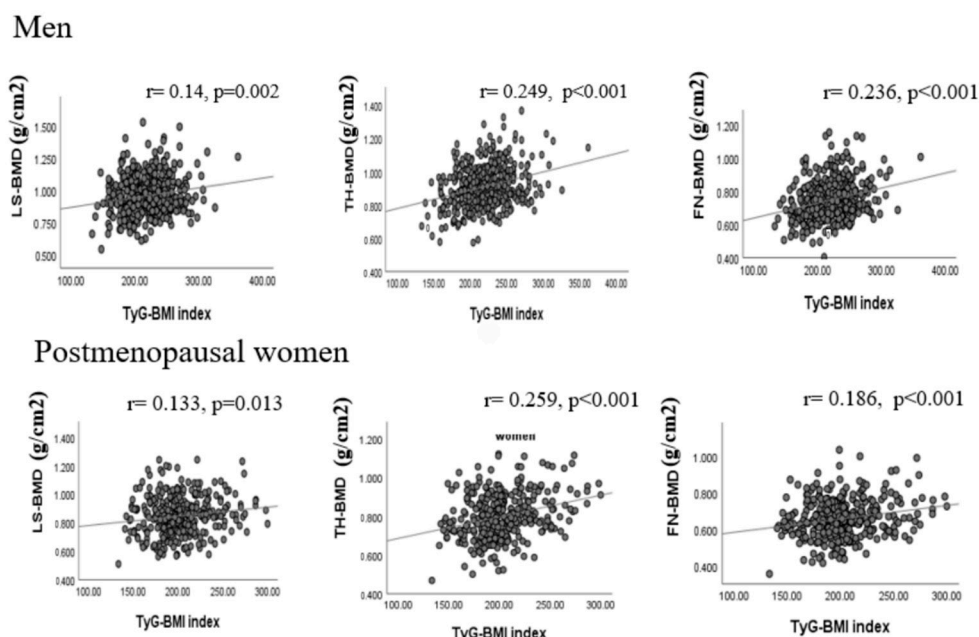 Men
r= 0.14, p=0.002
LS-BMD (g/cm2)
1.500
1.250
1.000
0.750
0.500
100.00 200.00 300.00 400.00
TyG-BMI index
r= 0.249, p<0.001
TH-BMD (g/cm2)
1.400
1.200
1.000
0.800
0.600
0.400
100.00 150.00 200.00 250.00 300.00 350.00 400.00
TyG-BMI index
r= 0.236, p<0.001
FN-BMD (g/cm2)
1.200
1.000
0.800
0.600
0.400
100.00 200.00 300.00 400.00
TyG-BMI index
Postmenopausal women
r= 0.133, p=0.013
LS-BMD (g/cm2)
1.400
1.200
1.000
0.800
0.600
0.400
100.00 150.00 200.00 250.00 300.00
TyG-BMI index
r= 0.259, p<0.001
women
TH-BMD (g/cm2)
1.200
1.000
0.800
0.600
0.400
100.00 150.00 200.00 250.00 300.00
TyG-BMI index
r= 0.186, p<0.001
FN-BMD (g/cm2)
1.000
0.800
0.600
0.400
100.00 150.00 200.00 250.00 300.00
TyG-BMI index